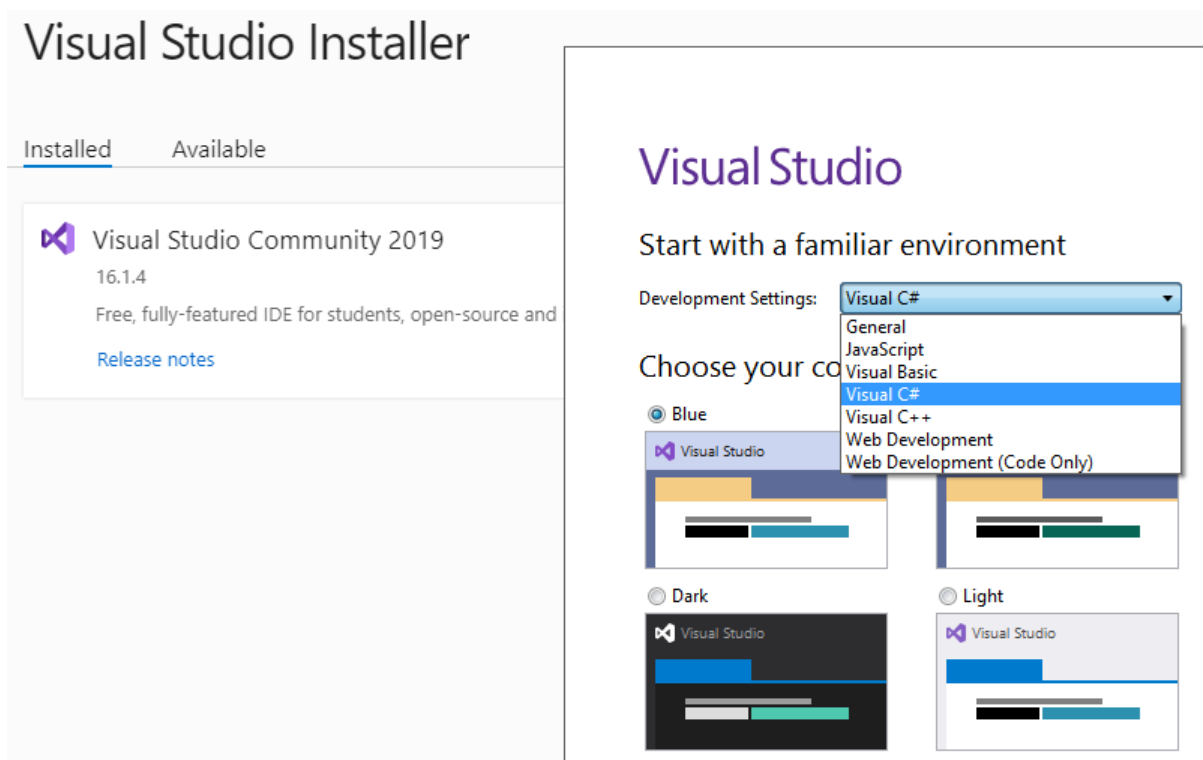 Visual Studio Installer
Installed Available
Visual Studio Community 2019
16.1.4
Free, fully-featured IDE for students, open-source and
Release notes
Visual Studio
Start with a familiar environment
Development Settings: Visual C#
General
JavaScript
Visual Basic
Visual C#
Visual C++
Web Development
Web Development (Code Only)
Choose your co
Blue
Visual Studio
Dark
Light
Visual Studio
Visual Studio